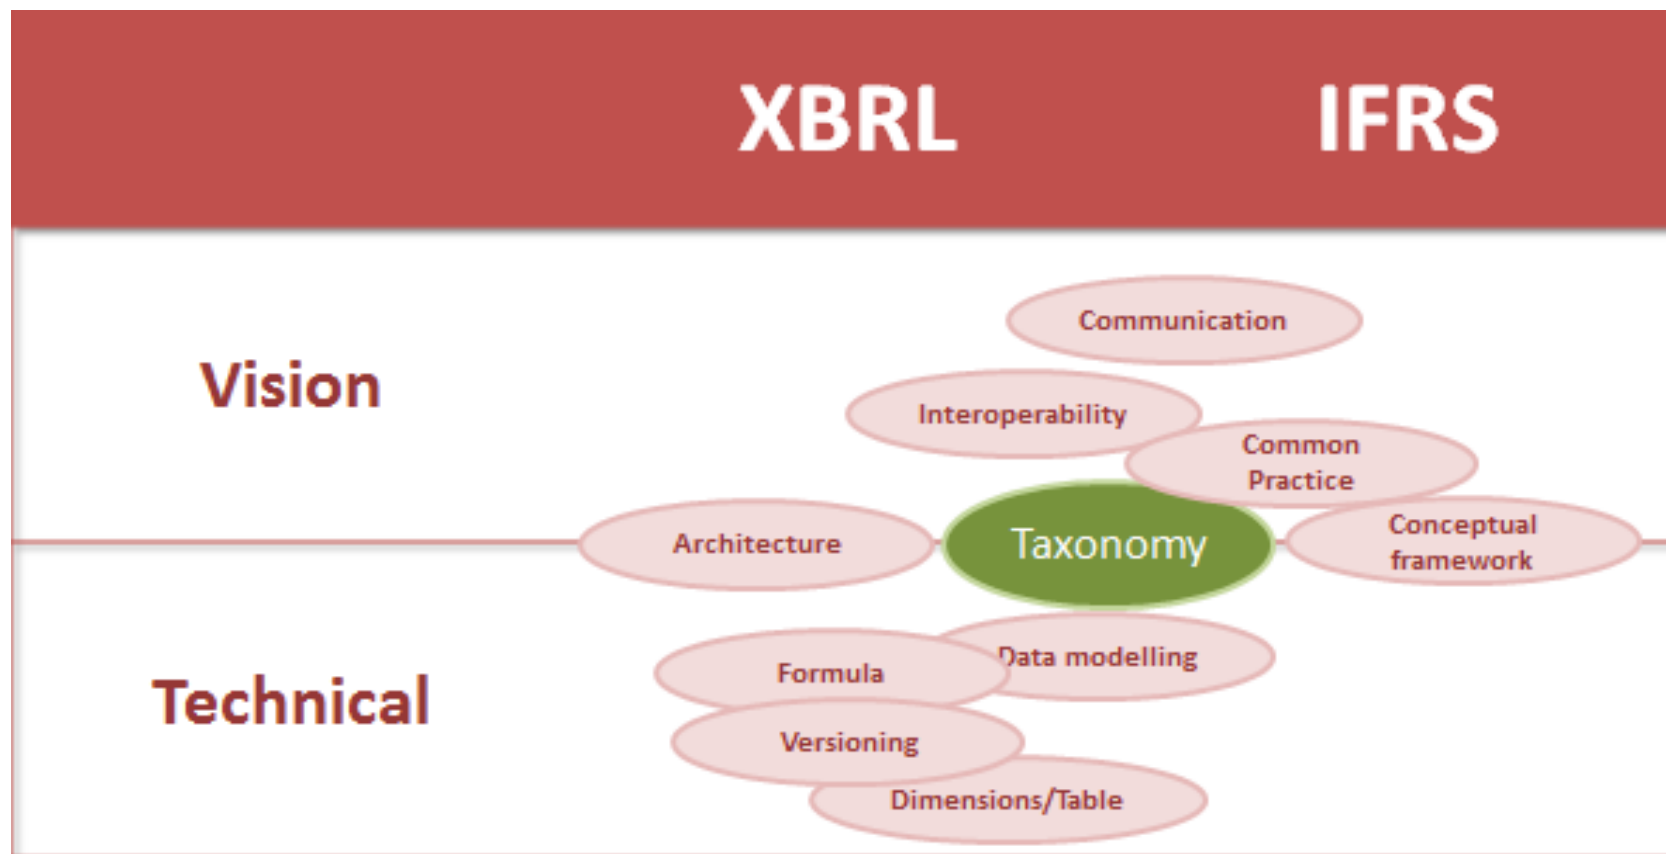 XBRL IFRS
Communication
Vision
Interoperability
Common
Practice
Architecture
Taxonomy
Conceptual
framework
Data modelling
Formula
Technical
Versioning
Dimensions/Table